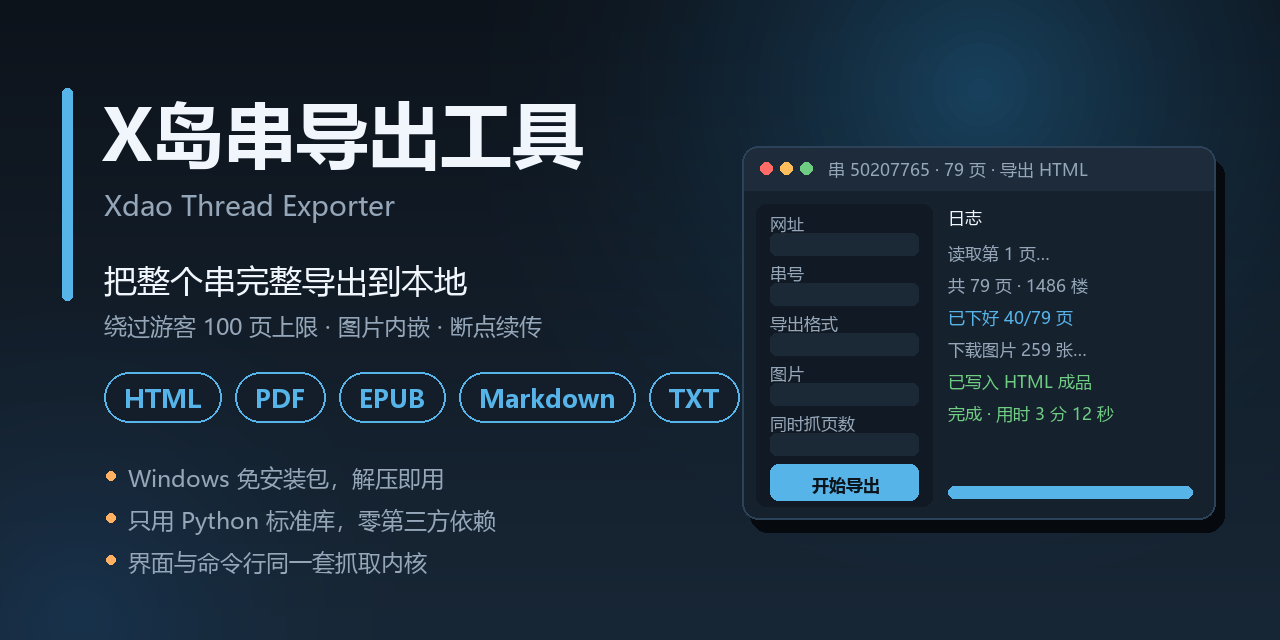 X岛串导出工具
Xdao Thread Exporter
把整个串完整导出到本地
绕过游客 100 页上限 · 图片内嵌 · 断点续传
HTML PDF EPUB Markdown TXT
Windows 免安装包，解压即用
只用 Python 标准库，零第三方依赖
界面与命令行同一套抓取内核
串 50207765 · 79 页 · 导出 HTML
网址
串号
导出格式
图片
同时抓页数
开始导出
日志
读取第 1 页...
共 79 页 · 1486 楼
已下好 40/79 页
下载图片 259 张...
已写入 HTML 成品
完成 · 用时 3 分 12 秒